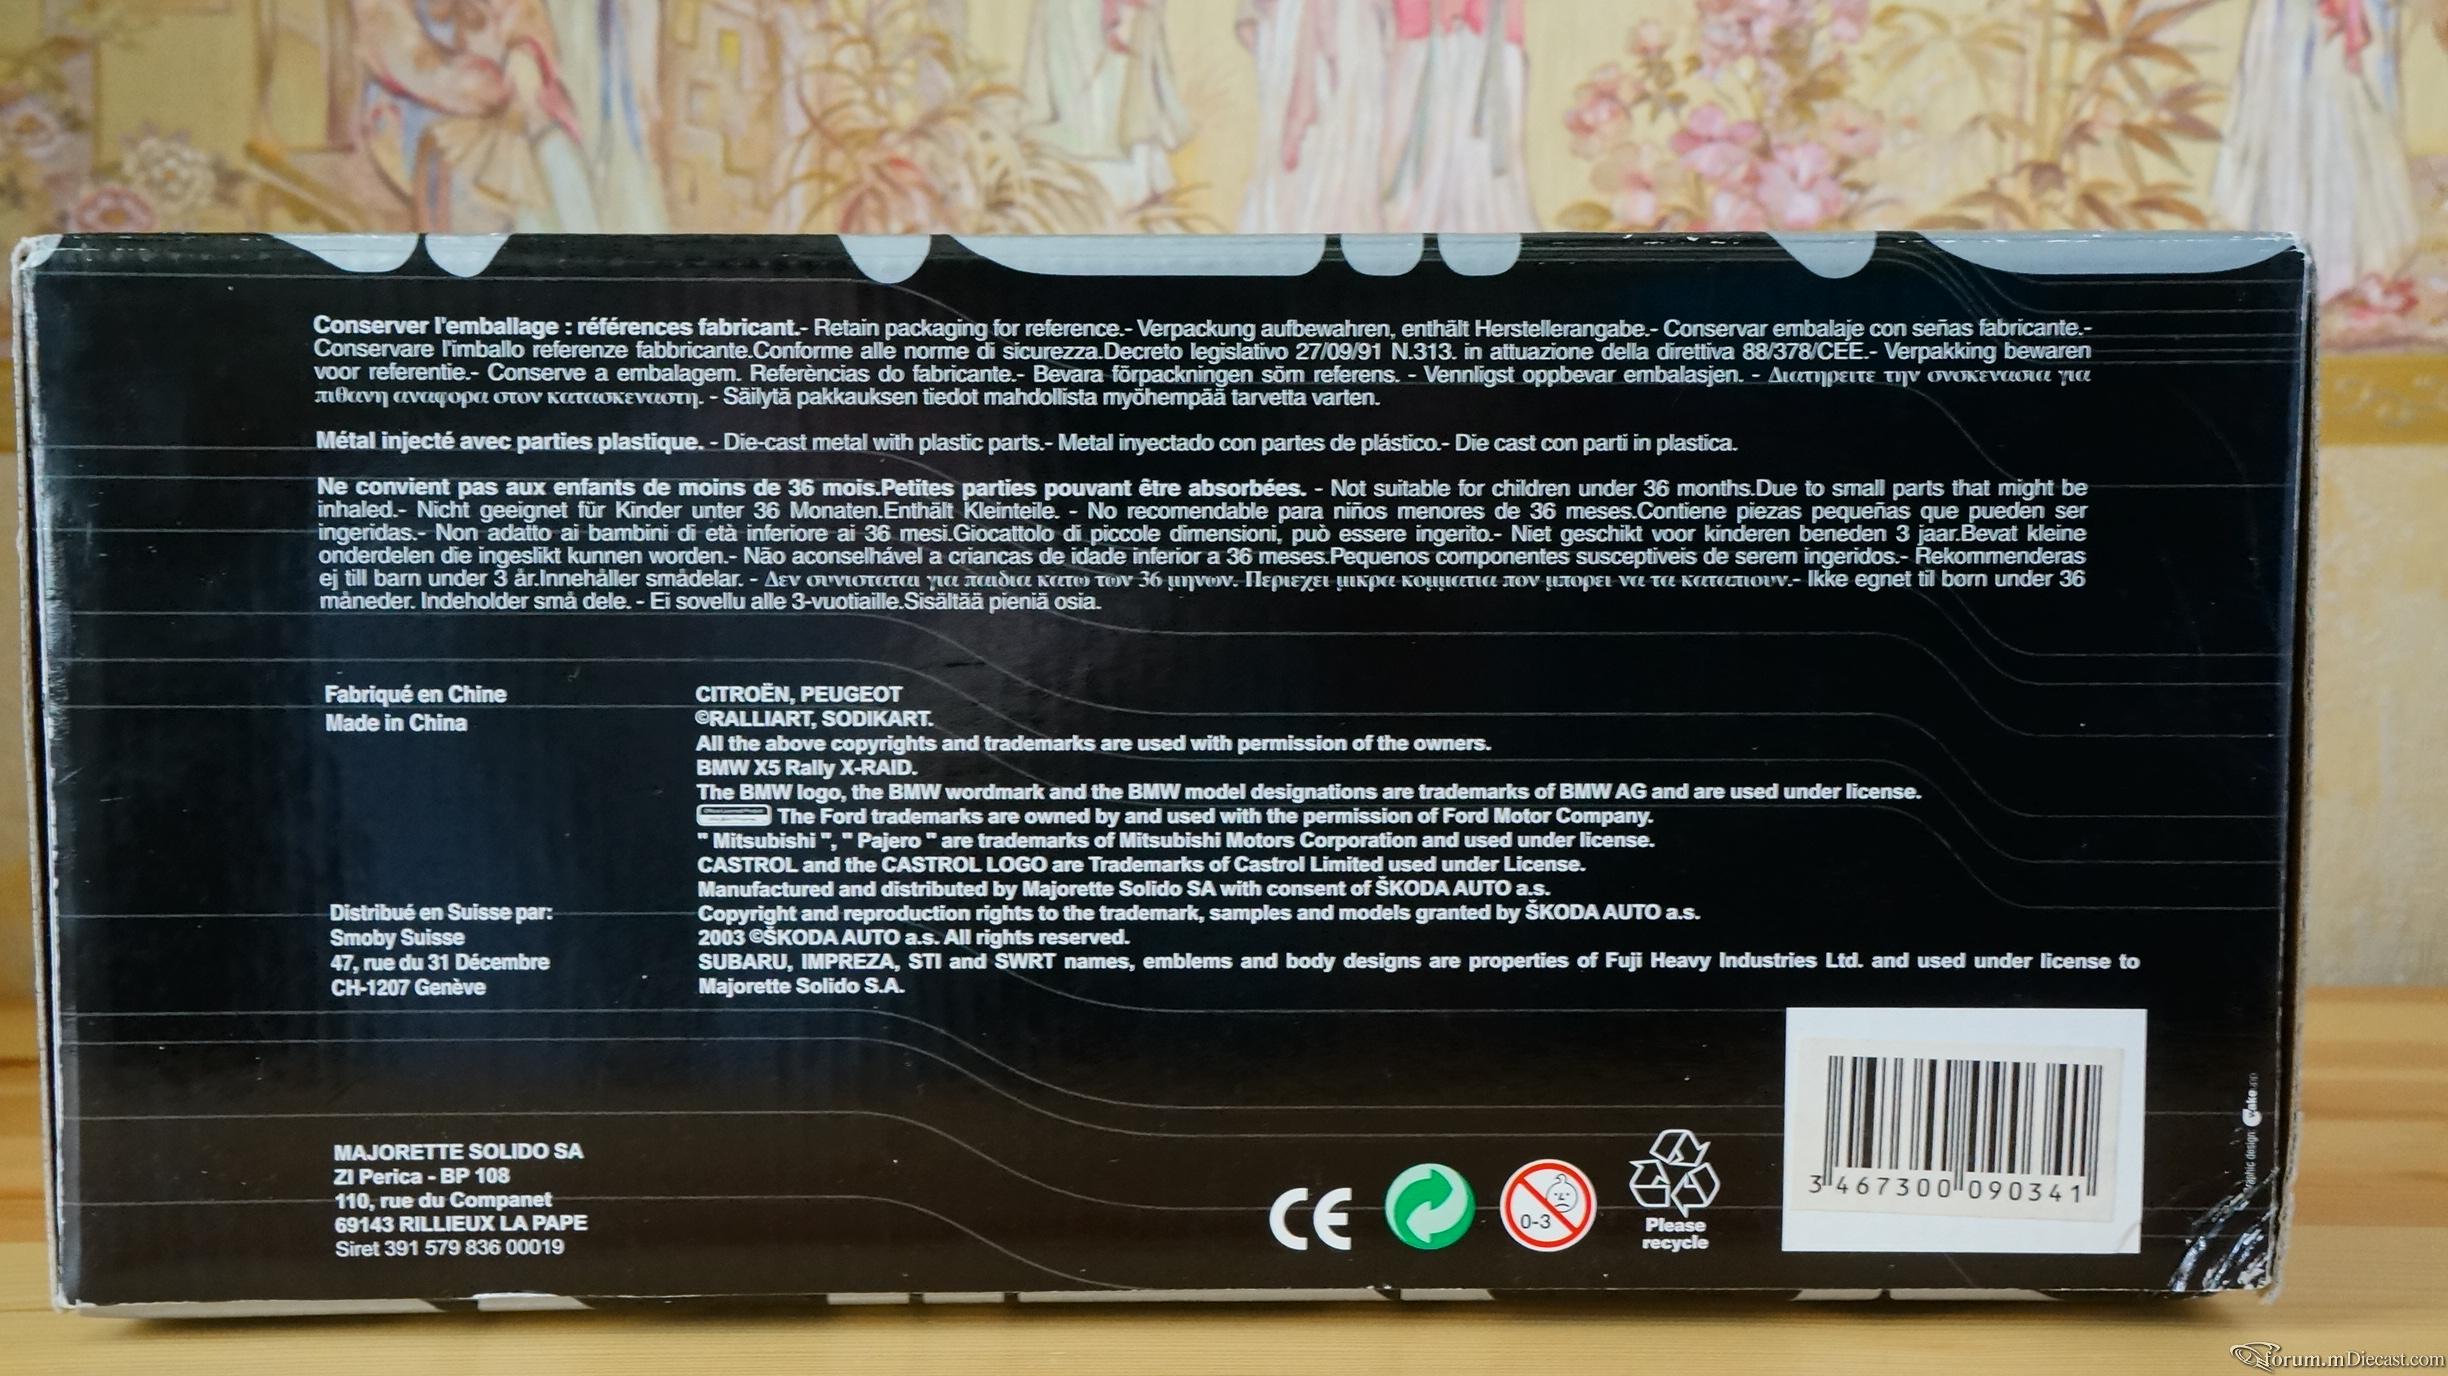 Conserver l'emballage : références fabricant.- Retain packaging for reference.- Verpackung aufbewahren, enthält Herstellerangabe.- Conservar embalaje con señas fabricante.-
Conservare l'imballo referenze fabbricante.Conforme alle norme di sicurezza.Decreto legislativo 27/09/91 N.313. in attuazione della direttiva 88/378/CEE.- Verpakking bewaren
voor referentie.- Conserve a embalagem. Referèncias do fabricante.- Bevara förpackningen söm referens. - Vennligst oppbevar embalasjen. - Διατηρειτε την συσκευασια για
πιθανη αναφορα στον κατασκευαστη. - Säilytä pakkauksen tiedot mahdollista myöhempää tarvetta varten.
Métal injecté avec parties plastique. - Die-cast metal with plastic parts.- Metal inyectado con partes de plástico.- Die cast con parti in plastica.
Ne convient pas aux enfants de moins de 36 mois.Petites parties pouvant être absorbées. - Not suitable for children under 36 months.Due to small parts that might be
inhaled.- Nicht geeignet für Kinder unter 36 Monaten.Enthält Kleinteile. - No recomendable para niños menores de 36 meses.Contiene piezas pequeñas que pueden ser
ingeridas.- Non adatto ai bambini di età inferiore ai 36 mesi.Giocattolo di piccole dimensioni, può essere ingerito.- Niet geschikt voor kinderen beneden 3 jaar.Bevat kleine
onderdelen die ingeslikt kunnen worden.- Não aconselhável a criancas de idade inferior a 36 meses.Pequenos componentes susceptiveis de serem ingeridos.- Rekommenderas
ej till barn under 3 år.Innehåller smådelar. - Δεν συνισταται για παιδια κατω των 36 μηνων. Περιεχει μικρα κομματια που μπορει να τα καταπιουν.- Ikke egnet til born under 36
måneder. Indeholder små dele. - Ei sovellu alle 3-vuotiaille.Sisältää pieniä osia.
Fabriqué en Chine
Made in China
CITROËN, PEUGEOT
©RALLIART, SODIKART.
All the above copyrights and trademarks are used with permission of the owners.
BMW X5 Rally X-RAID.
The BMW logo, the BMW wordmark and the BMW model designations are trademarks of BMW AG and are used under license.
The Ford trademarks are owned by and used with the permission of Ford Motor Company.
" Mitsubishi ", " Pajero " are trademarks of Mitsubishi Motors Corporation and used under license.
CASTROL and the CASTROL LOGO are Trademarks of Castrol Limited used under License.
Manufactured and distributed by Majorette Solido SA with consent of ŠKODA AUTO a.s.
Copyright and reproduction rights to the trademark, samples and models granted by ŠKODA AUTO a.s.
2003 ©ŠKODA AUTO a.s. All rights reserved.
SUBARU, IMPREZA, STI and SWRT names, emblems and body designs are properties of Fuji Heavy Industries Ltd. and used under license to
Majorette Solido S.A.
Distribué en Suisse par:
Smoby Suisse
47, rue du 31 Décembre
CH-1207 Genève
MAJORETTE SOLIDO SA
ZI Perica - BP 108
110, rue du Companet
69143 RILLIEUX LA PAPE
Siret 391 579 836 00019
CE
0-3
Please
recycle
3 467300 090341
forum.mDiecast.com